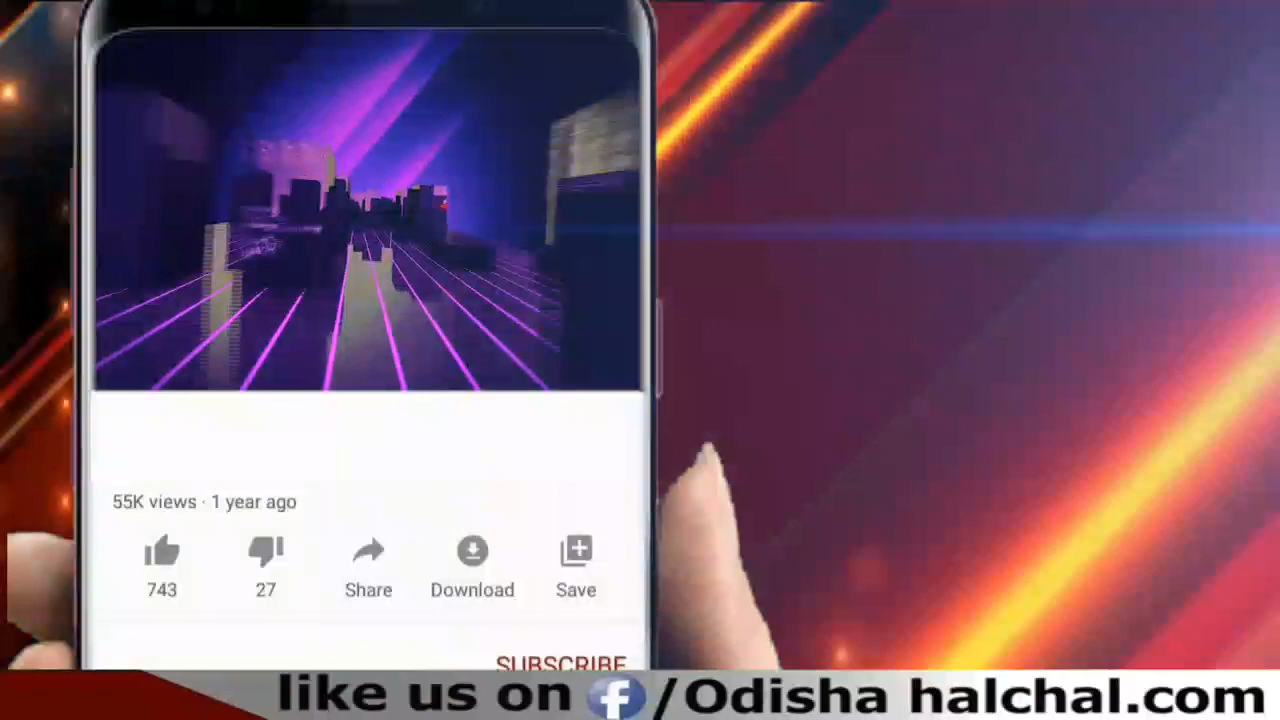 55K views · 1 year ago
743 27 Share Download Save
SUBSCRIBE
like us on f/Odisha halchal.com